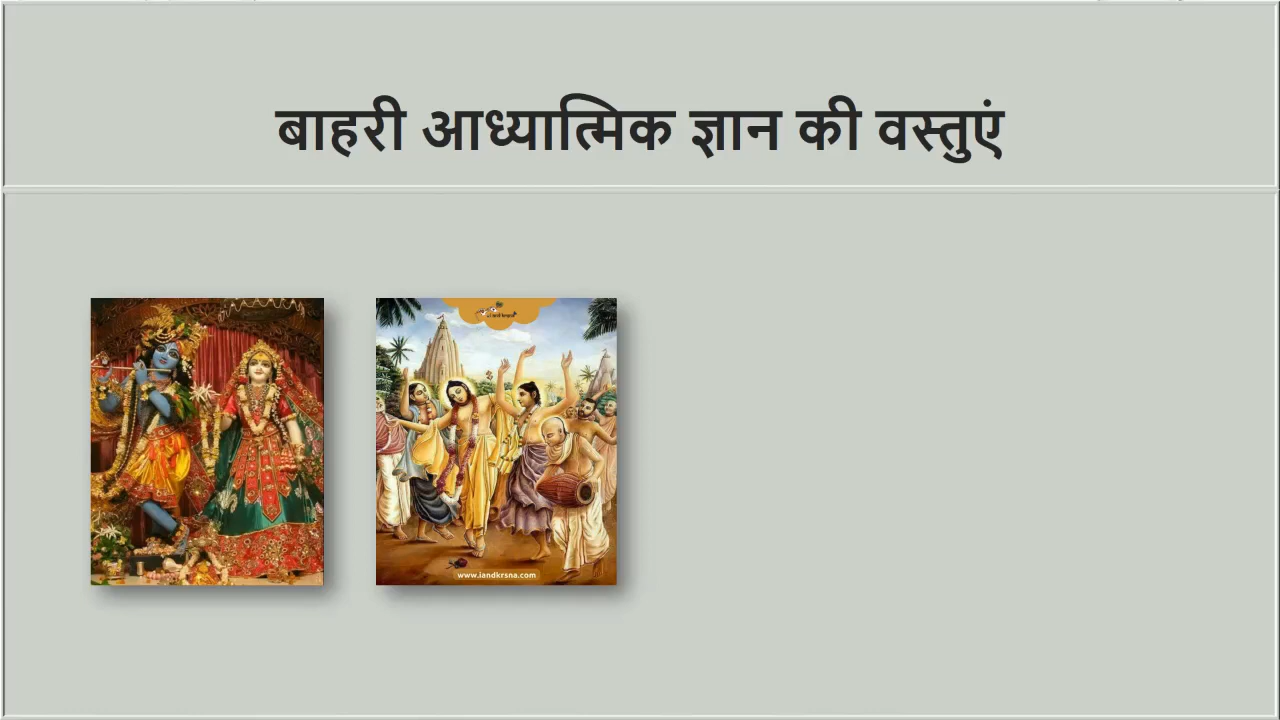 बाहरी आध्यात्मिक ज्ञान की वस्तुएं
www.iandkrsna.com